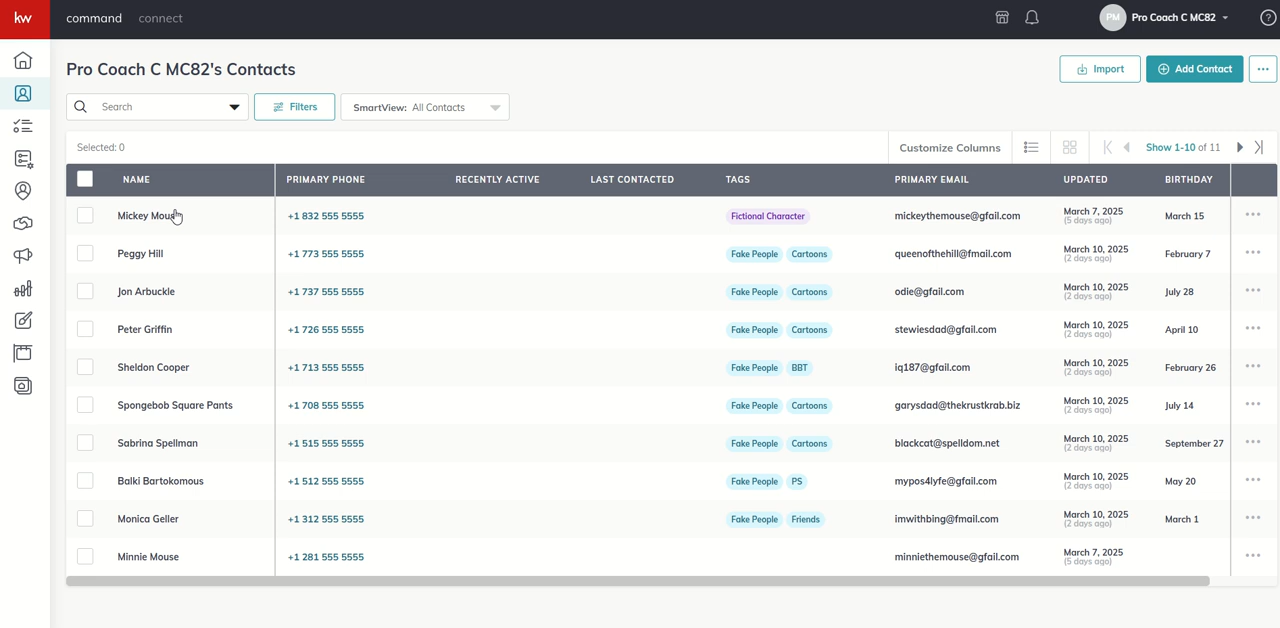 kw command connect PM Pro Coach C MC82 ?
Pro Coach C MC82's Contacts Import Add Contact ...
Search Filters SmartView: All Contacts
Selected: 0 Customize Columns Show 1-10 of 11
NAME PRIMARY PHONE RECENTLY ACTIVE LAST CONTACTED TAGS PRIMARY EMAIL UPDATED BIRTHDAY
Mickey Mouse +1 832 555 5555 Fictional Character mickeythemouse@gfail.com March 7, 2025 March 15
(5 days ago)
Peggy Hill +1 773 555 5555 Fake People Cartoons queenofthehill@fmail.com March 10, 2025 February 7
(2 days ago)
Jon Arbuckle +1 737 555 5555 Fake People Cartoons odie@gfail.com March 10, 2025 July 28
(2 days ago)
Peter Griffin +1 726 555 5555 Fake People Cartoons stewiesdad@gfail.com March 10, 2025 April 10
(2 days ago)
Sheldon Cooper +1 713 555 5555 Fake People BBT iq187@gfail.com March 10, 2025 February 26
(2 days ago)
Spongebob Square Pants +1 708 555 5555 Fake People Cartoons garysdad@thekrustkrab.biz March 10, 2025 July 14
(2 days ago)
Sabrina Spellman +1 515 555 5555 Fake People Cartoons blackcat@spelldom.net March 10, 2025 September 27
(2 days ago)
Balki Bartokomous +1 512 555 5555 Fake People PS mypos4lyfe@gfail.com March 10, 2025 May 20
(2 days ago)
Monica Geller +1 312 555 5555 Fake People Friends imwithbing@fmail.com March 10, 2025 March 1
(2 days ago)
Minnie Mouse +1 281 555 5555 minniethemouse@gfail.com March 7, 2025
(5 days ago)